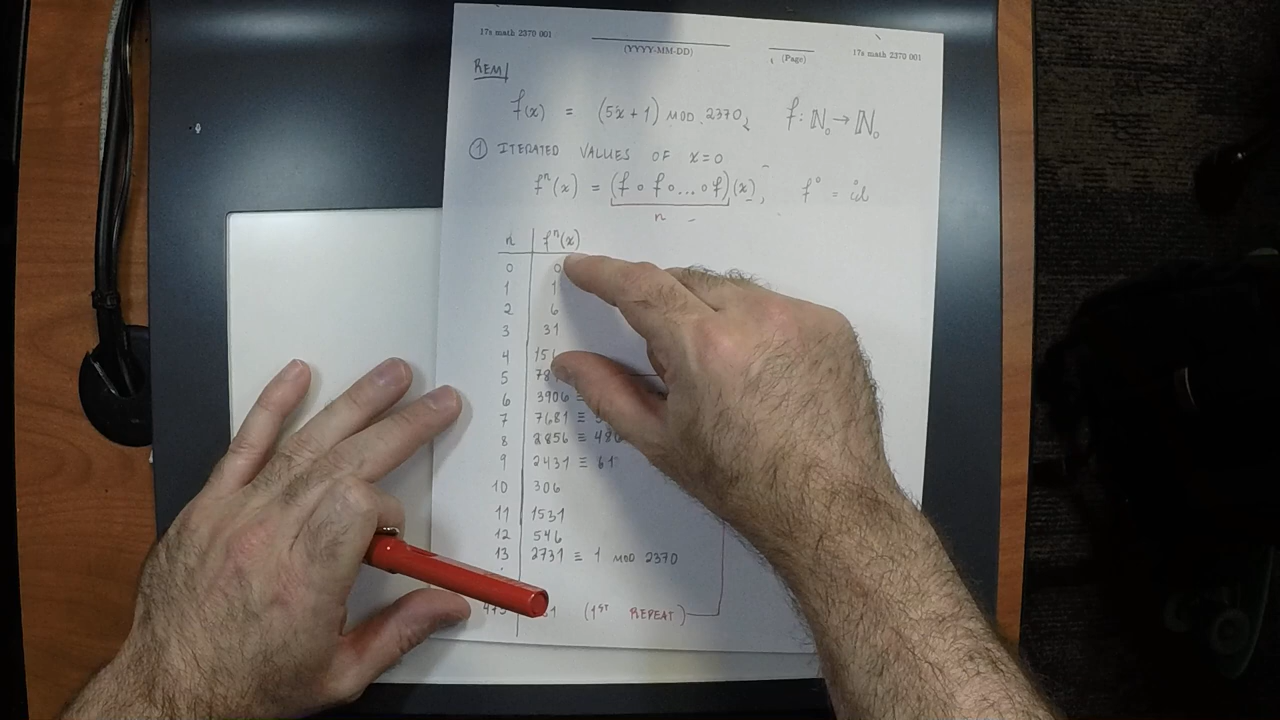 17s math 2370 001
(YYYY-MM-DD)
(Page)
17s math 2370 001
REM
f(x) = (5x+1) MOD. 2370, f: ℕ₀ → ℕ₀
① ITERATED VALUES OF x=0
fⁿ(x) = (f ∘ f ∘ ... ∘ f)(x), f⁰ = id
n
n fⁿ(x)
0 0
1 1
2 6
3 31
4
5
6 3906 ≡
7 7681 ≡
8 2856 ≡ 486
9 2431 ≡ 61
10 306
11 1531
12 546
13 2731 ≡ 1 MOD 2370
(1ST REPEAT)